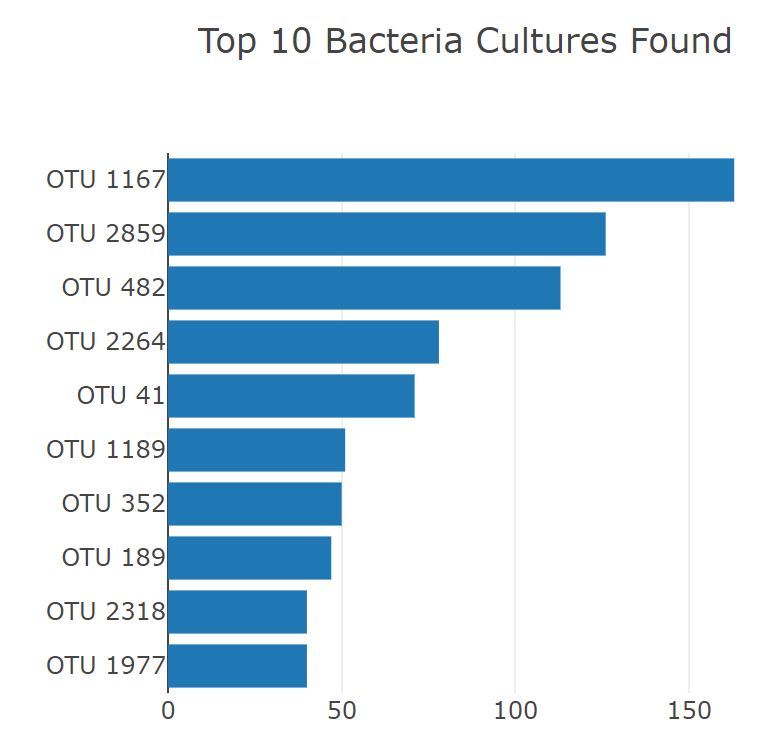 Top 10 Bacteria Cultures Found
OTU 1167
OTU 2859
OTU 482
OTU 2264
OTU 41
OTU 1189
OTU 352
OTU 189
OTU 2318
OTU 1977
0 50 100 150